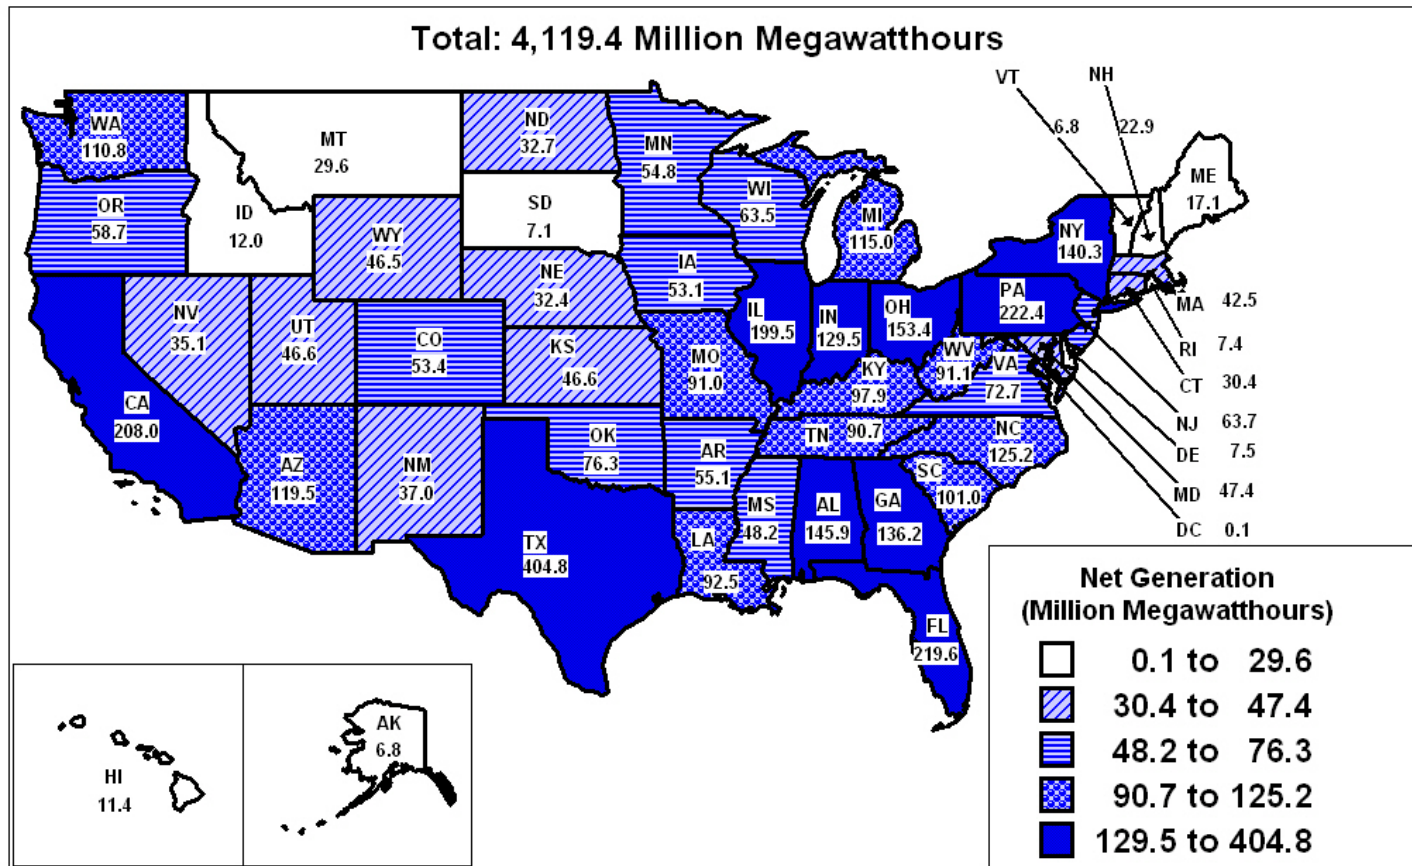 Total: 4,119.4 Million Megawatthours
VT
NH
6.8
22.9
WA
110.8
MT
29.6
ND
32.7
MN
54.8
ME
17.1
OR
58.7
ID
12.0
SD
7.1
WI
63.5
MI
115.0
NY
140.3
WY
46.5
NE
32.4
IA
53.1
NV
35.1
UT
46.6
CO
53.4
KS
46.6
MO
91.0
IL
199.5
IN
129.5
OH
153.4
PA
222.4
MA 42.5
RI 7.4
CT 30.4
NJ 63.7
DE 7.5
MD 47.4
DC 0.1
WV
91.1
VA
72.7
KY
97.9
CA
208.0
AZ
119.5
NM
37.0
OK
76.3
AR
55.1
TN 90.7
NC
125.2
SC
101.0
MS
48.2
AL
145.9
GA
136.2
TX
404.8
LA
92.5
FL
219.6
HI
11.4
AK
6.8
Net Generation
(Million Megawatthours)
0.1 to 29.6
30.4 to 47.4
48.2 to 76.3
90.7 to 125.2
129.5 to 404.8